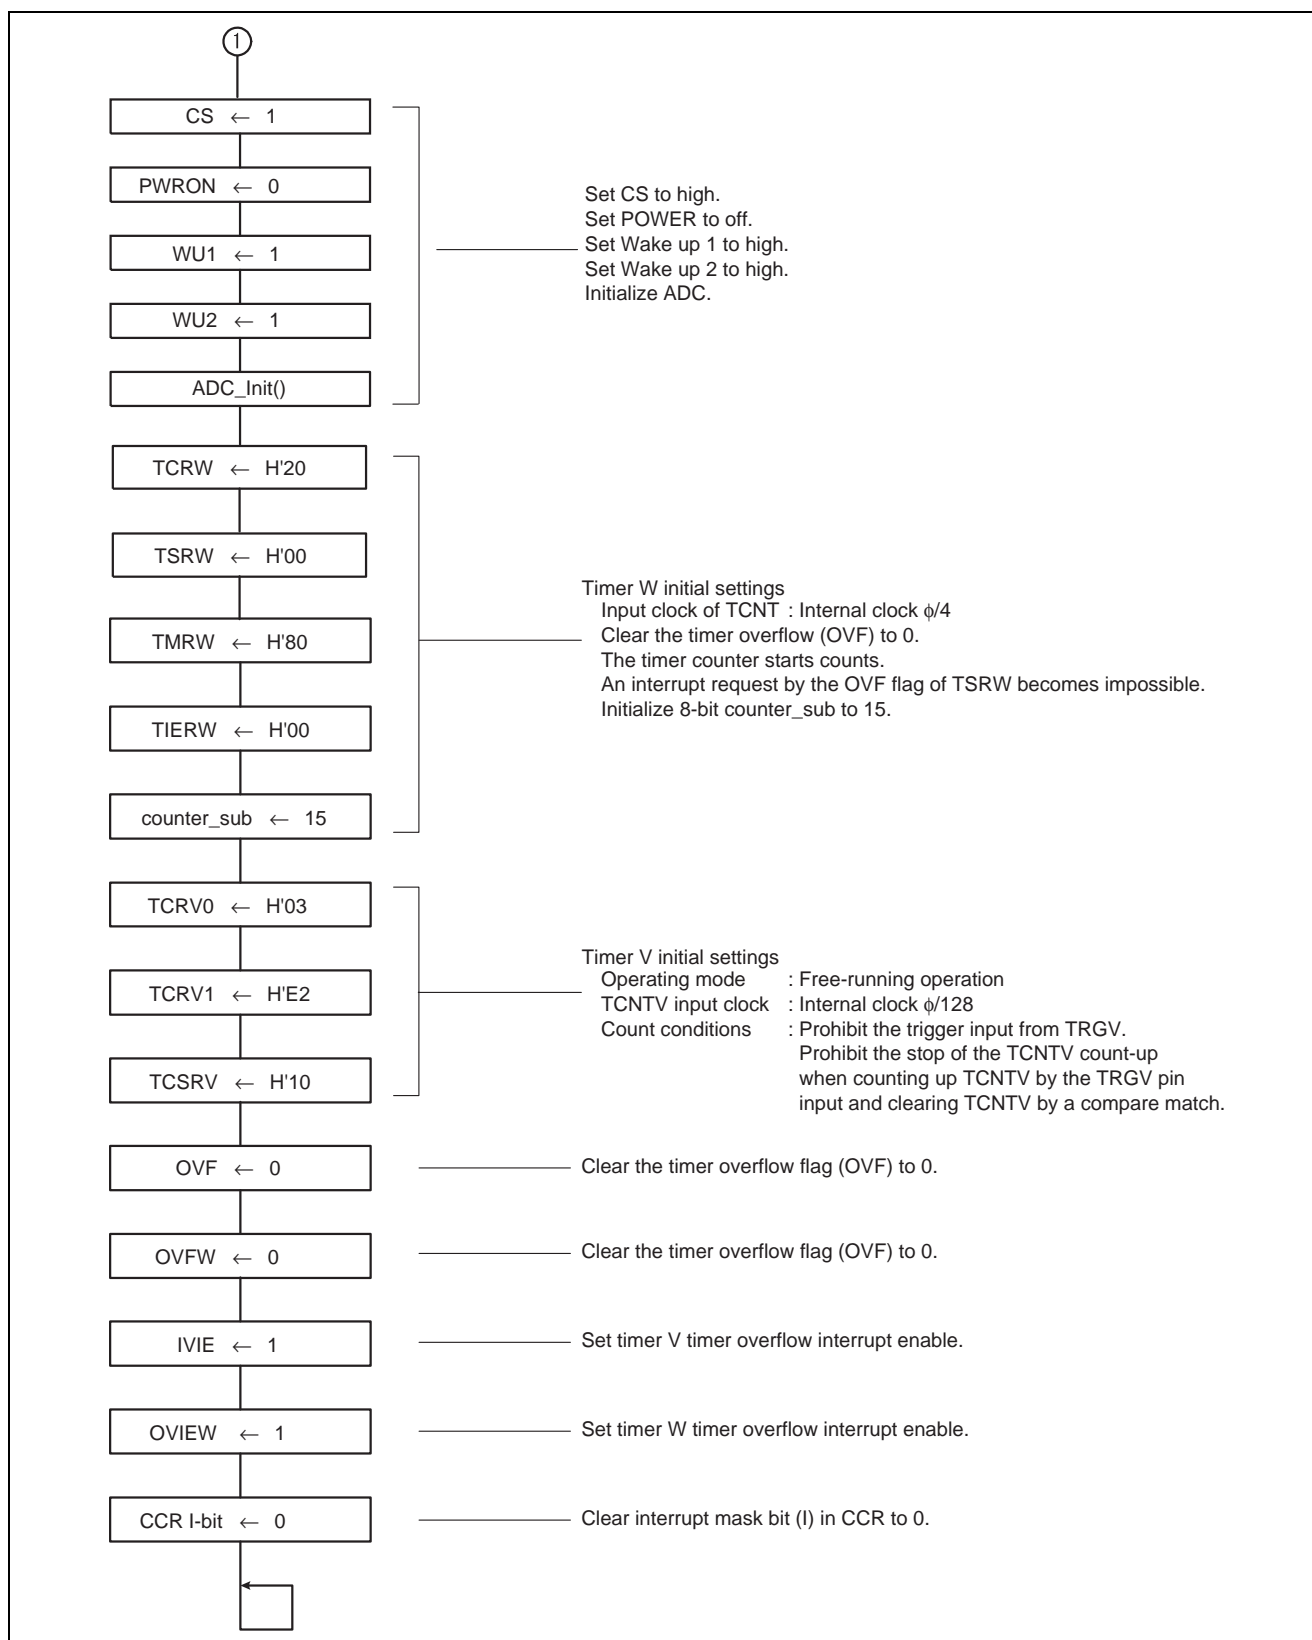 1
CS ← 1
PWRON ← 0
WU1 ← 1
WU2 ← 1
ADC_Init()
Set CS to high.
Set POWER to off.
Set Wake up 1 to high.
Set Wake up 2 to high.
Initialize ADC.
TCRW ← H'20
TSRW ← H'00
TMRW ← H'80
TIERW ← H'00
counter_sub ← 15
Timer W initial settings
Input clock of TCNT : Internal clock ϕ/4
Clear the timer overflow (OVF) to 0.
The timer counter starts counts.
An interrupt request by the OVF flag of TSRW becomes impossible.
Initialize 8-bit counter_sub to 15.
TCRV0 ← H'03
TCRV1 ← H'E2
TCSRV ← H'10
Timer V initial settings
Operating mode : Free-running operation
TCNTV input clock : Internal clock ϕ/128
Count conditions : Prohibit the trigger input from TRGV.
Prohibit the stop of the TCNTV count-up
when counting up TCNTV by the TRGV pin
input and clearing TCNTV by a compare match.
OVF ← 0
Clear the timer overflow flag (OVF) to 0.
OVFW ← 0
Clear the timer overflow flag (OVF) to 0.
IVIE ← 1
Set timer V timer overflow interrupt enable.
OVIEW ← 1
Set timer W timer overflow interrupt enable.
CCR I-bit ← 0
Clear interrupt mask bit (I) in CCR to 0.